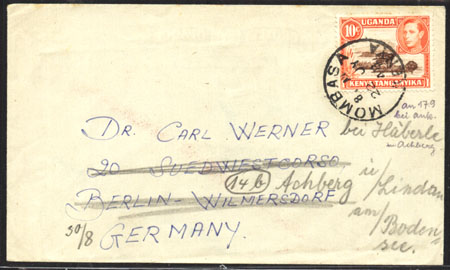 UGANDA
10c
KENYA TANGANYIKA
MOMBASA
an 17.9
bei
DR. CARL WERNER
bei Häberle
in Achberg
20 SUEDWESTCORSO
14b Achberg ü/Lindau
BERLIN-WILMERSDORF
am/Boden-
see.
30/8
GERMANY.